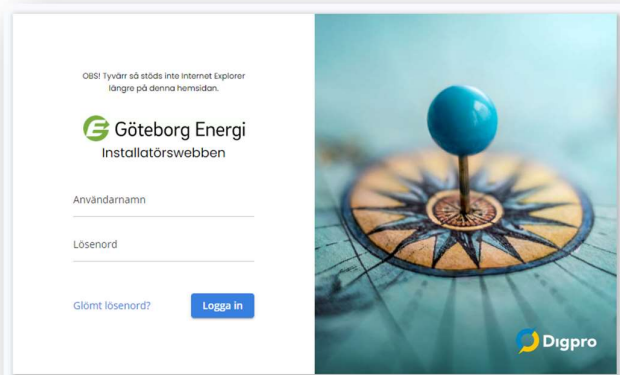 OBS! Tyvärr så stöds inte Internet Explorer
längre på denna hemsidan.
Göteborg Energi
Installatörswebben
Användarnamn
Lösenord
Glömt lösenord?
Logga in
Digpro